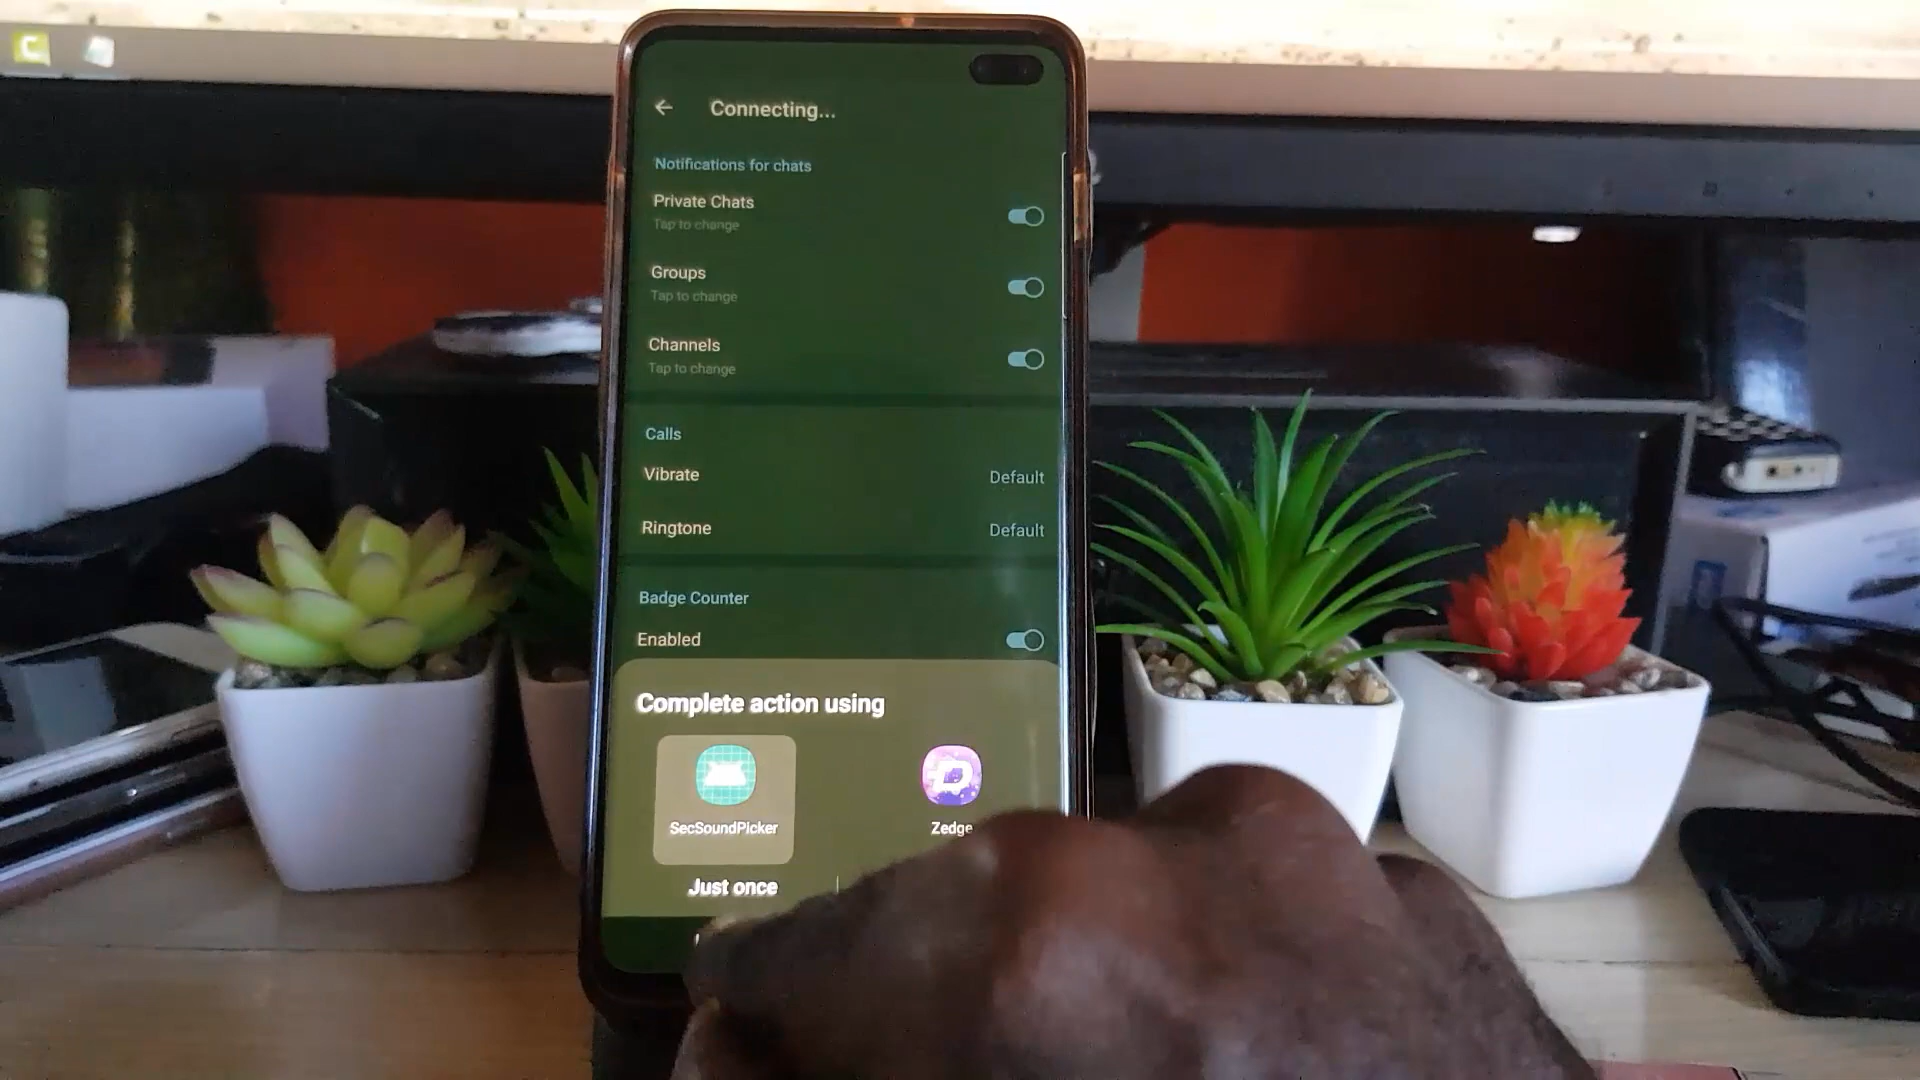 Connecting...
Notifications for chats
Private Chats
Tap to change
Groups
Tap to change
Channels
Tap to change
Calls
Vibrate Default
Ringtone Default
Badge Counter
Enabled
Complete action using
SecSoundPicker Zedge
Just once